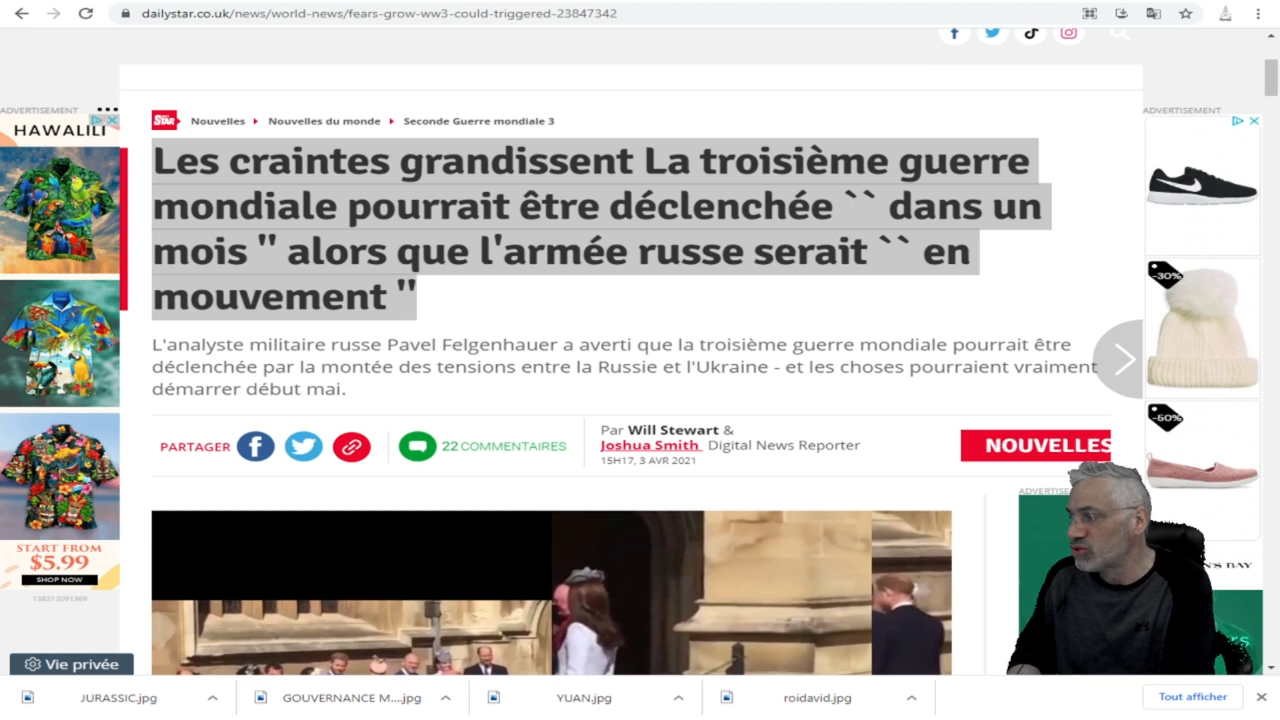 dailystar.co.uk/news/world-news/fears-grow-ww3-could-triggered-23847342
ADVERTISEMENT
HAWALILI
START FROM
$5.99
SHOP NOW
138212091369
Vie privée
STAR
Nouvelles
Nouvelles du monde
Seconde Guerre mondiale 3
Les craintes grandissent La troisième guerre
mondiale pourrait être déclenchée `` dans un
mois '' alors que l'armée russe serait `` en
mouvement ''
L'analyste militaire russe Pavel Felgenhauer a averti que la troisième guerre mondiale pourrait être
déclenchée par la montée des tensions entre la Russie et l'Ukraine - et les choses pourraient vraiment
démarrer début mai.
PARTAGER
22 COMMENTAIRES
Par Will Stewart &
Joshua Smith Digital News Reporter
15H17, 3 AVR 2021
NOUVELLES
ADVERTISEMENT
-30%
-60%
ADVERTISE
N'S BAY
JURASSIC.jpg
GOUVERNANCE M....jpg
YUAN.jpg
roidavid.jpg
Tout afficher